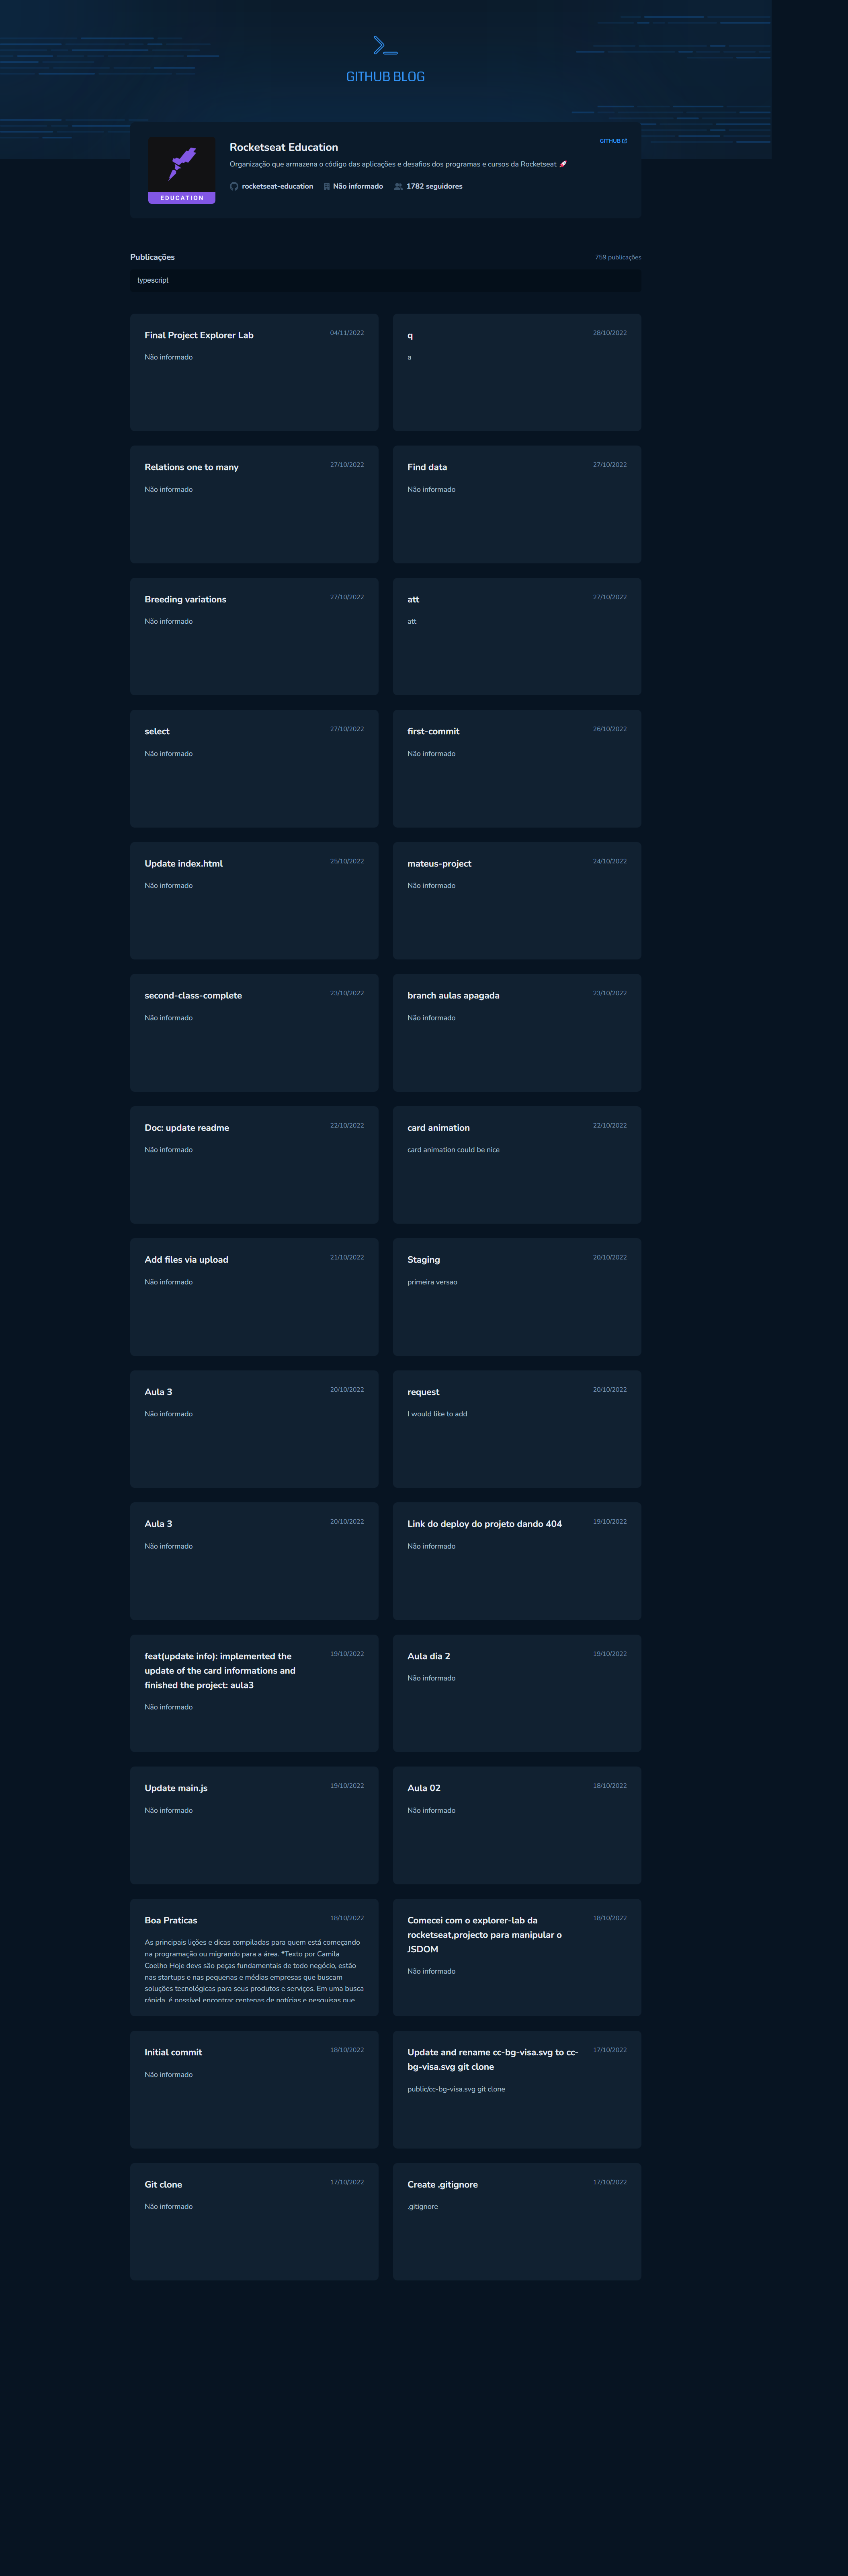 GITHUB BLOG
EDUCATION
Rocketseat Education
GITHUB
Organização que armazena o código das aplicações e desafios dos programas e cursos da Rocketseat 🚀
rocketseat-education Não informado 1782 seguidores
Publicações 759 publicações
typescript
Final Project Explorer Lab 04/11/2022
Não informado
q 28/10/2022
a
Relations one to many 27/10/2022
Não informado
Find data 27/10/2022
Não informado
Breeding variations 27/10/2022
Não informado
att 27/10/2022
att
select 27/10/2022
Não informado
first-commit 26/10/2022
Não informado
Update index.html 25/10/2022
Não informado
mateus-project 24/10/2022
Não informado
second-class-complete 23/10/2022
Não informado
branch aulas apagada 23/10/2022
Não informado
Doc: update readme 22/10/2022
Não informado
card animation 22/10/2022
card animation could be nice
Add files via upload 21/10/2022
Não informado
Staging 20/10/2022
primeira versao
Aula 3 20/10/2022
Não informado
request 20/10/2022
I would like to add
Aula 3 20/10/2022
Não informado
Link do deploy do projeto dando 404 19/10/2022
Não informado
feat(update info): implemented the 19/10/2022
update of the card informations and
finished the project: aula3
Não informado
Aula dia 2 19/10/2022
Não informado
Update main.js 19/10/2022
Não informado
Aula 02 18/10/2022
Não informado
Boa Praticas 18/10/2022
As principais lições e dicas compiladas para quem está começando
na programação ou migrando para a área. *Texto por Camila
Coelho Hoje devs são peças fundamentais de todo negócio, estão
nas startups e nas pequenas e médias empresas que buscam
soluções tecnológicas para seus produtos e serviços. Em uma busca
rápida, é possível encontrar centenas de notícias e pesquisas que
Comecei com o explorer-lab da 18/10/2022
rocketseat,projecto para manipular o
JSDOM
Não informado
Initial commit 18/10/2022
Não informado
Update and rename cc-bg-visa.svg to cc- 17/10/2022
bg-visa.svg git clone
public/cc-bg-visa.svg git clone
Git clone 17/10/2022
Não informado
Create .gitignore 17/10/2022
.gitignore